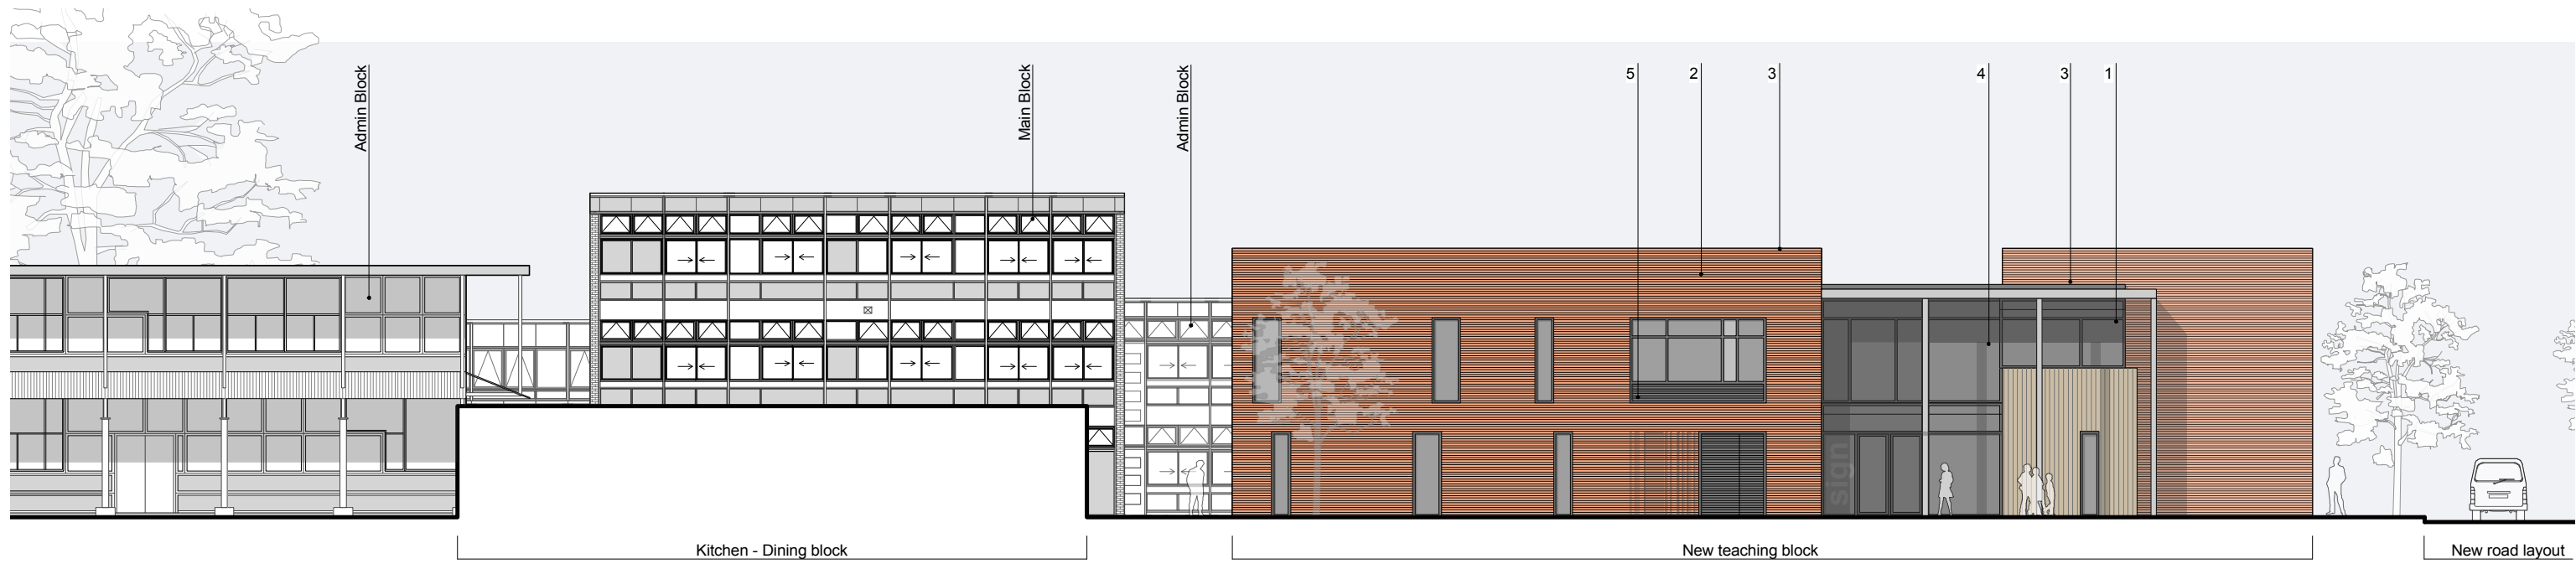 Admin Block
Main Block
Admin Block
5
2
3
4
3
1
sign
Kitchen - Dining block
New teaching block
New road layout